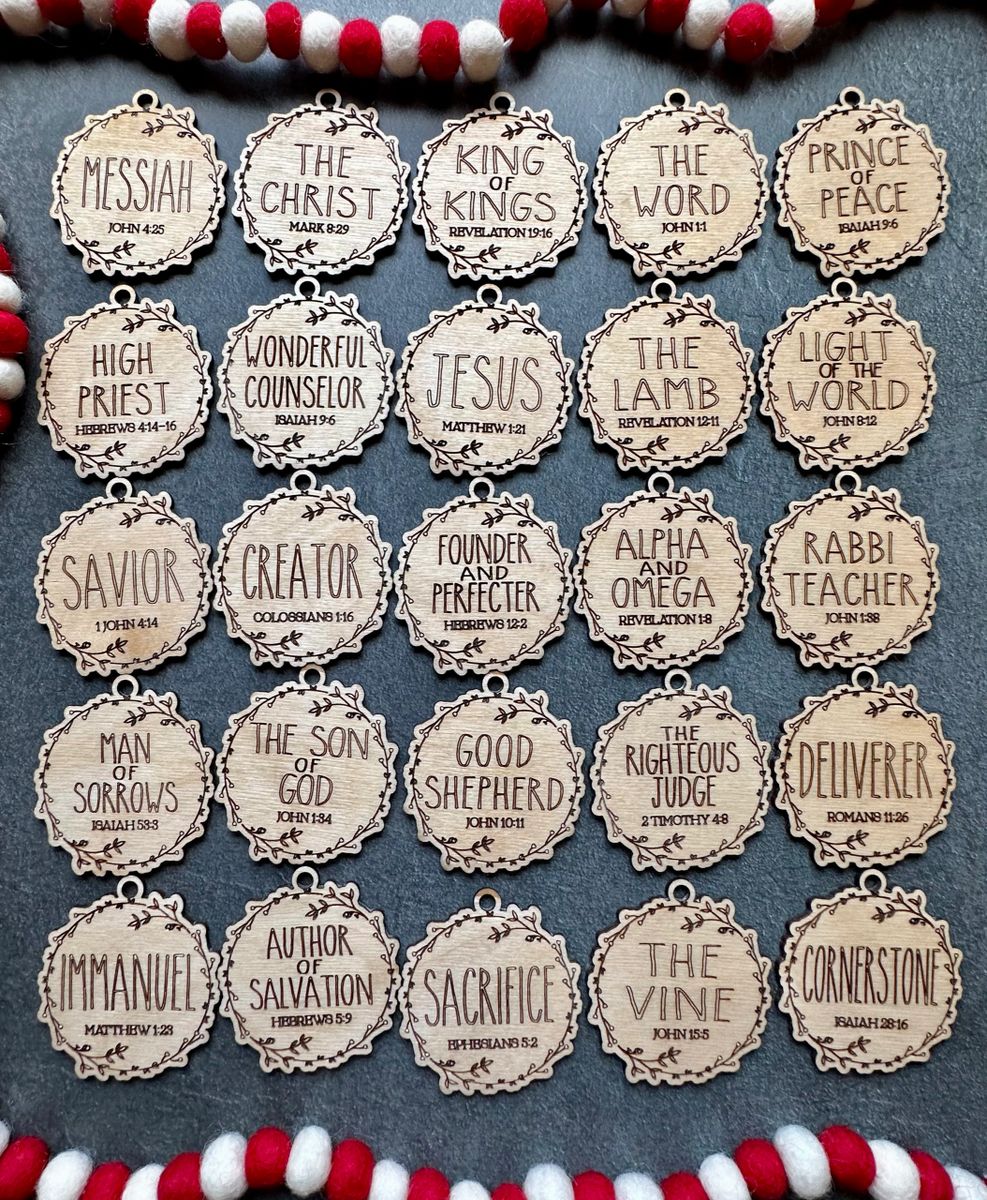 MESSIAH
JOHN 4:25
THE
CHRIST
MARK 8:29
KING
OF
KINGS
REVELATION 19:16
THE
WORD
JOHN 1:1
PRINCE
OF
PEACE
ISAIAH 9:6
HIGH
PRIEST
HEBREWS 4:14-16
WONDERFUL
COUNSELOR
ISAIAH 9:6
JESUS
MATTHEW 1:21
THE
LAMB
REVELATION 12:11
LIGHT
OF THE
WORLD
JOHN 8:12
SAVIOR
1 JOHN 4:14
CREATOR
COLOSSIANS 1:16
FOUNDER
AND
PERFECTER
HEBREWS 12:2
ALPHA
AND
OMEGA
REVELATION 1:8
RABBI
TEACHER
JOHN 1:38
MAN
OF
SORROWS
ISAIAH 53:3
THE SON
OF
GOD
JOHN 1:34
GOOD
SHEPHERD
JOHN 10:11
THE
RIGHTEOUS
JUDGE
2 TIMOTHY 4:8
DELIVERER
ROMANS 11:26
IMMANUEL
MATTHEW 1:23
AUTHOR
OF
SALVATION
HEBREWS 5:9
SACRIFICE
EPHESIANS 5:2
THE
VINE
JOHN 15:5
CORNERSTONE
ISAIAH 28:16